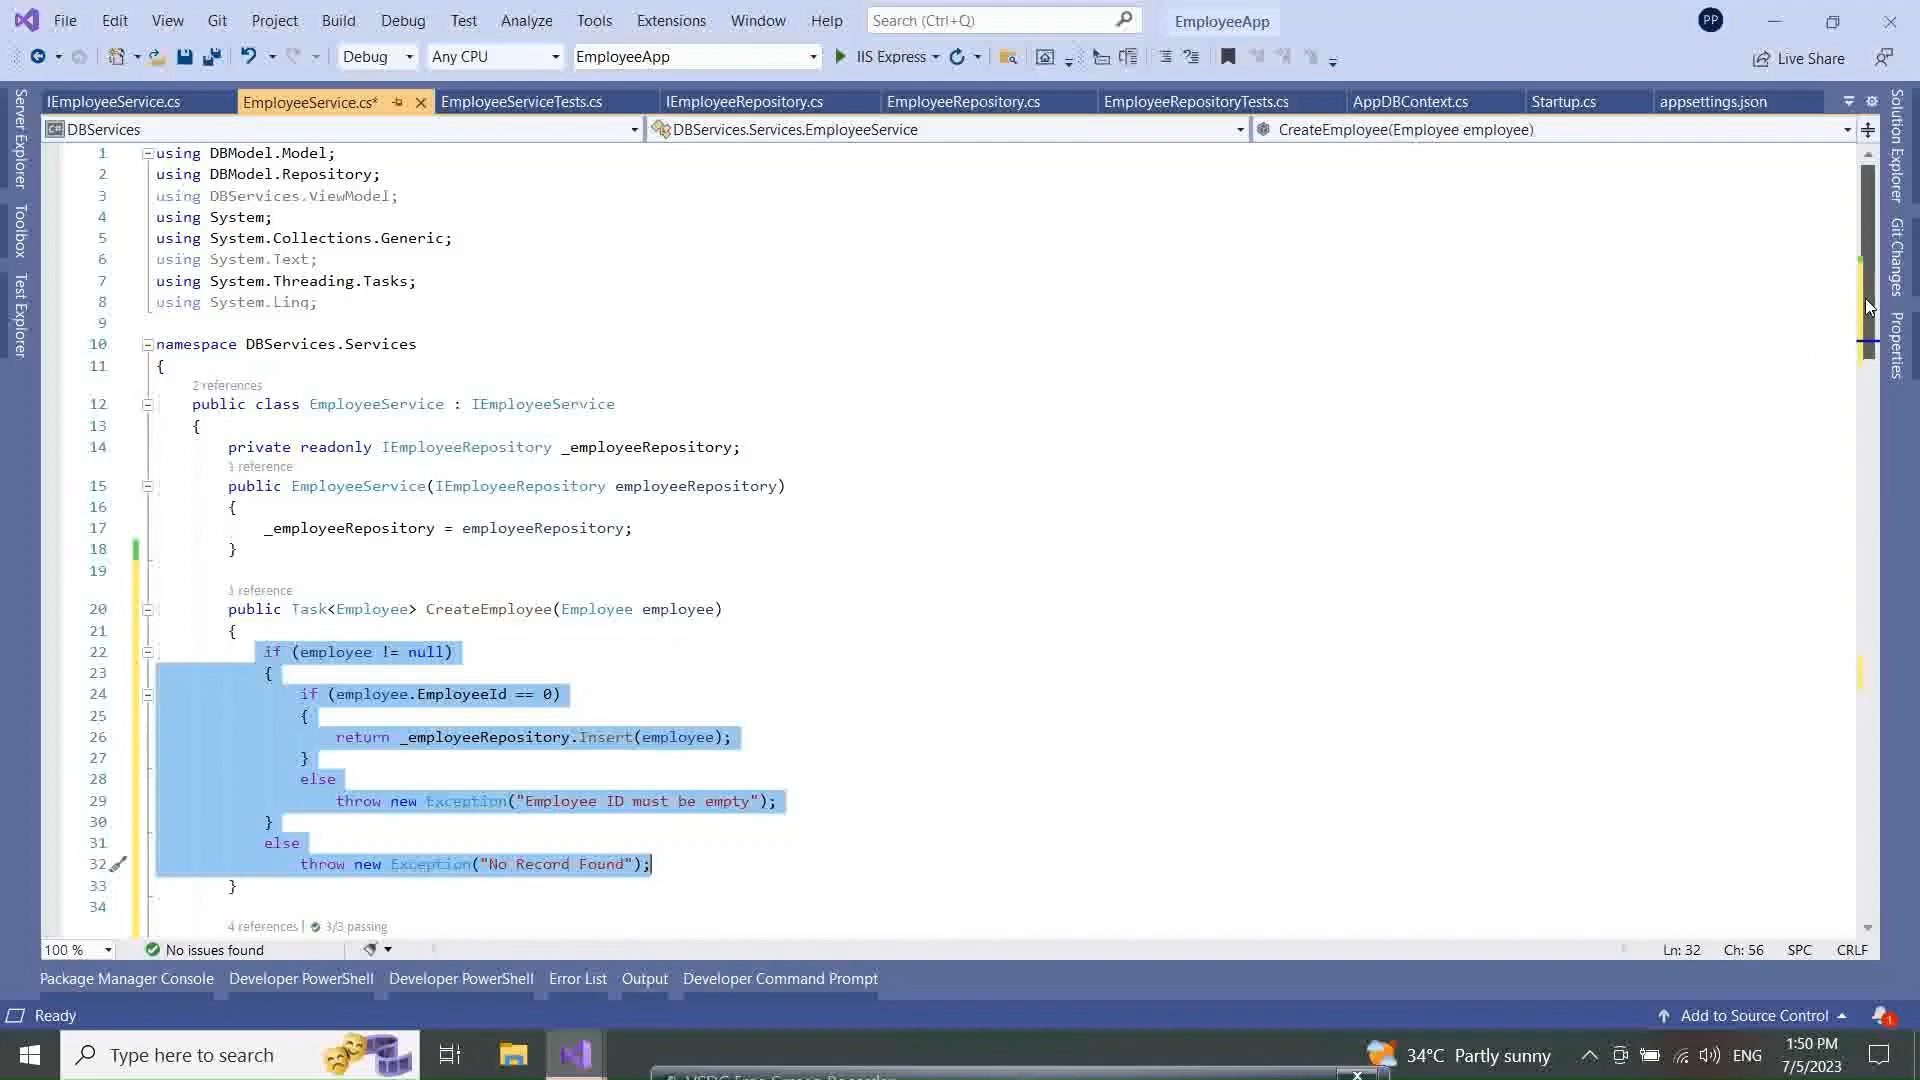 File Edit View Git Project Build Debug Test Analyze Tools Extensions Window Help Search (Ctrl+Q) EmployeeApp PP
Debug Any CPU EmployeeApp IIS Express Live Share
IEmployeeService.cs EmployeeService.cs* EmployeeServiceTests.cs IEmployeeRepository.cs EmployeeRepository.cs EmployeeRepositoryTests.cs AppDBContext.cs Startup.cs appsettings.json
DBServices DBServices.Services.EmployeeService CreateEmployee(Employee employee)
Server Explorer
Toolbox
Test Explorer
Solution Explorer
Git Changes
Properties
1 using DBModel.Model;
2 using DBModel.Repository;
3 using DBServices.ViewModel;
4 using System;
5 using System.Collections.Generic;
6 using System.Text;
7 using System.Threading.Tasks;
8 using System.Linq;
9
10 namespace DBServices.Services
11 {
2 references
12 public class EmployeeService : IEmployeeService
13 {
14 private readonly IEmployeeRepository _employeeRepository;
1 reference
15 public EmployeeService(IEmployeeRepository employeeRepository)
16 {
17 _employeeRepository = employeeRepository;
18 }
19
1 reference
20 public Task<Employee> CreateEmployee(Employee employee)
21 {
22 if (employee != null)
23 {
24 if (employee.EmployeeId == 0)
25 {
26 return _employeeRepository.Insert(employee);
27 }
28 else
29 throw new Exception("Employee ID must be empty");
30 }
31 else
32 throw new Exception("No Record Found");
33 }
34
4 references | 3/3 passing
100 % No issues found Ln: 32 Ch: 56 SPC CRLF
Package Manager Console Developer PowerShell Developer PowerShell Error List Output Developer Command Prompt
Ready Add to Source Control 1
Type here to search 34°C Partly sunny ENG 1:50 PM
7/5/2023